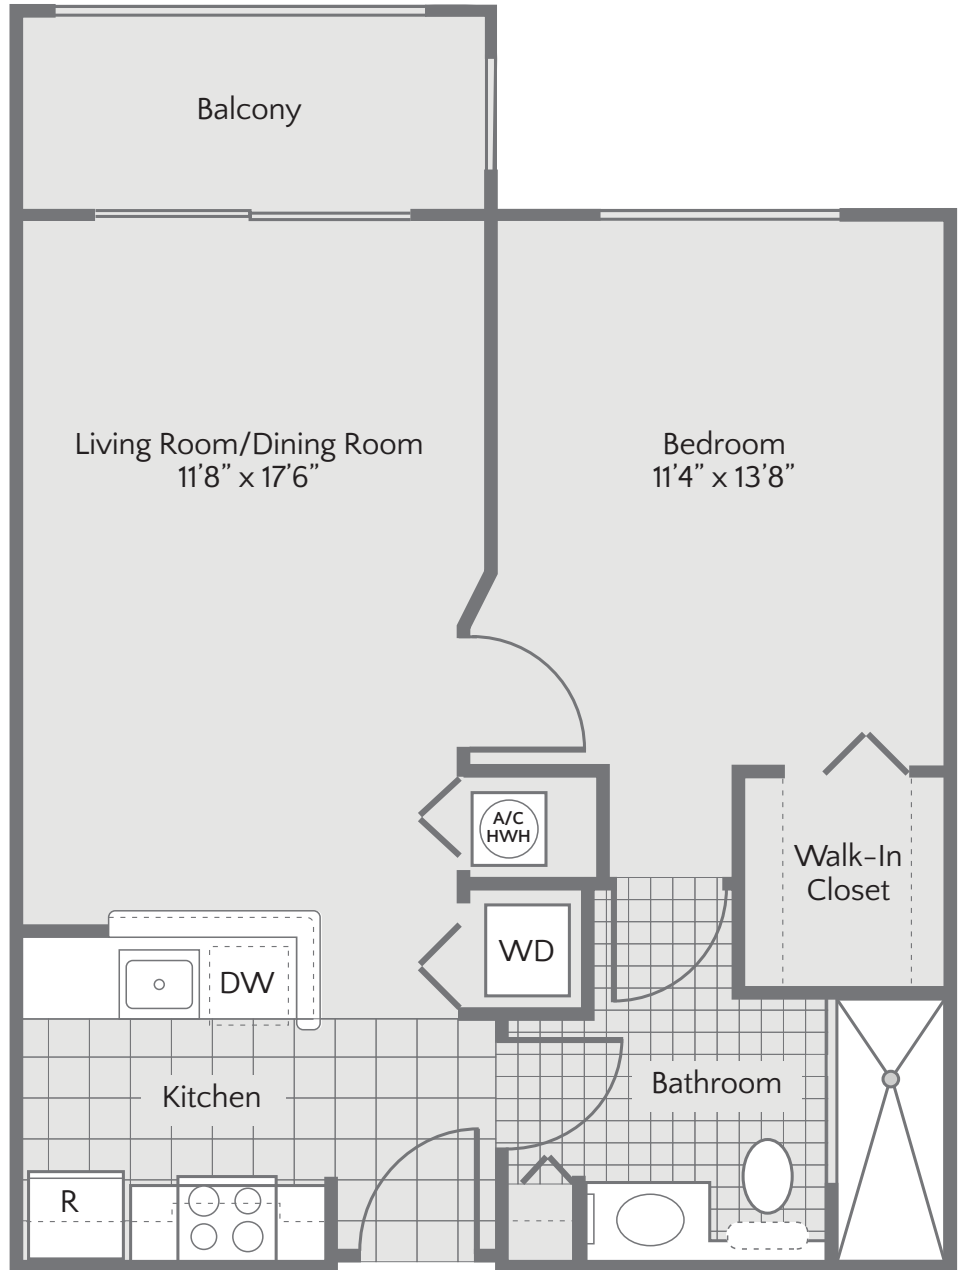 Balcony
Living Room/Dining Room
11’8” x 17’6”
Bedroom
11’4” x 13’8”
A/C
HWH
Walk-In
Closet
WD
DW
Kitchen
Bathroom
R